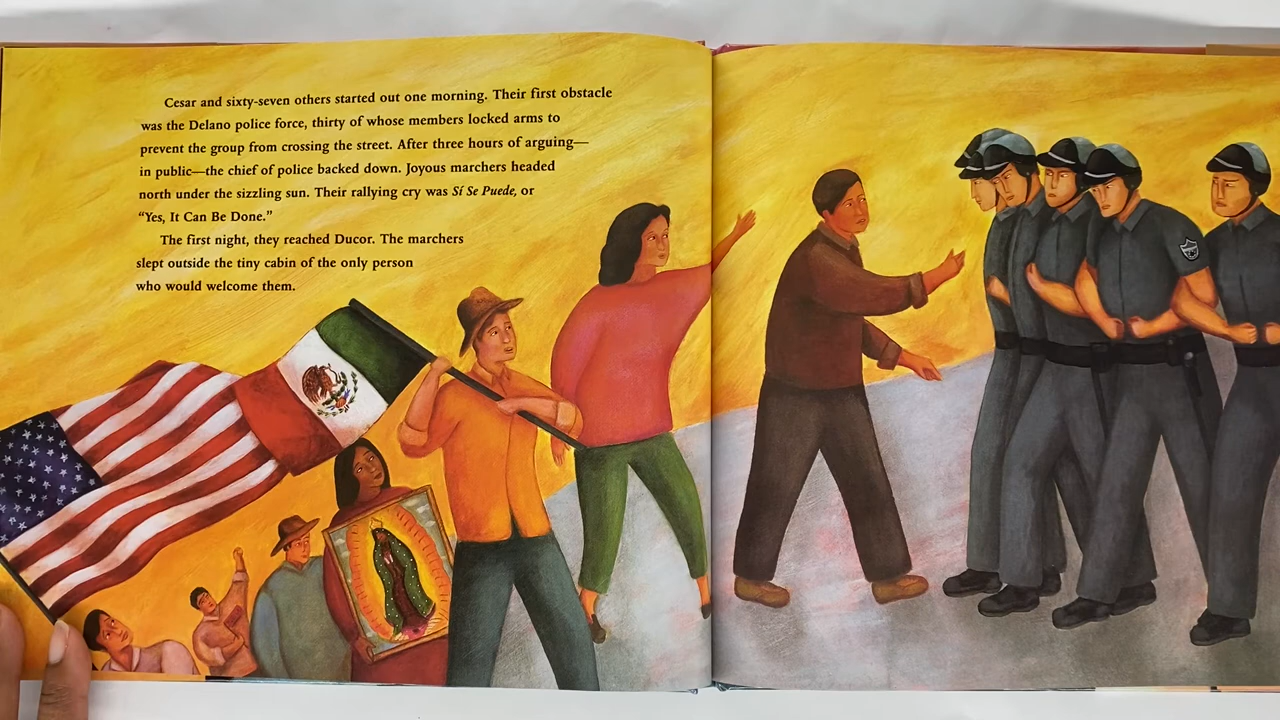 Cesar and sixty-seven others started out one morning. Their first obstacle
was the Delano police force, thirty of whose members locked arms to
prevent the group from crossing the street. After three hours of arguing—
in public—the chief of police backed down. Joyous marchers headed
north under the sizzling sun. Their rallying cry was Sí Se Puede, or
“Yes, It Can Be Done.”
The first night, they reached Ducor. The marchers
slept outside the tiny cabin of the only person
who would welcome them.